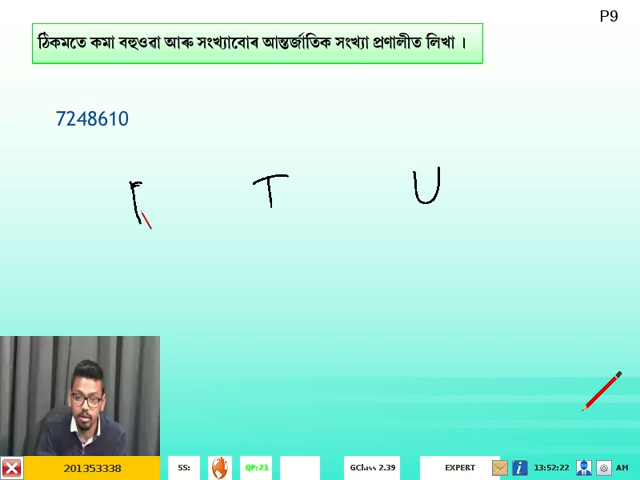 P9
ঠিকমতে কমা বহুওৱা আৰু সংখ্যাবোৰ আন্তৰ্জাতিক সংখ্যা প্ৰণালীত লিখা ।
7248610
T U
201353338 SS: QP:21 GClass 2.39 EXPERT 13:52:22 AM